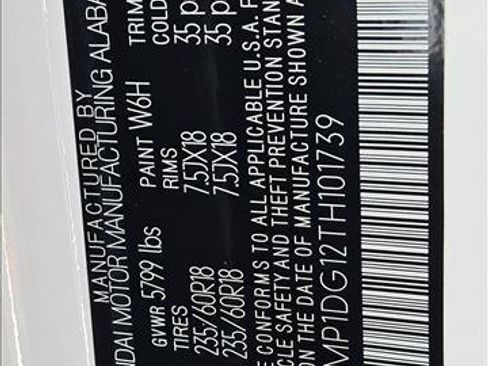 MANUFACTURED BY
NDAI MOTOR MANUFACTURING ALABA
GVWR 5799 lbs PAINT W6H TRIM
TIRES RIMS COLD
235/60R18 7.5JX18 35 p
235/60R18 7.5JX18 35 p
E CONFORMS TO ALL APPLICABLE U.S.A. F
CLE SAFETY AND THEFT PREVENTION STAN
ON THE DATE OF MANUFACTURE SHOWN A
MP1DG12TH101739